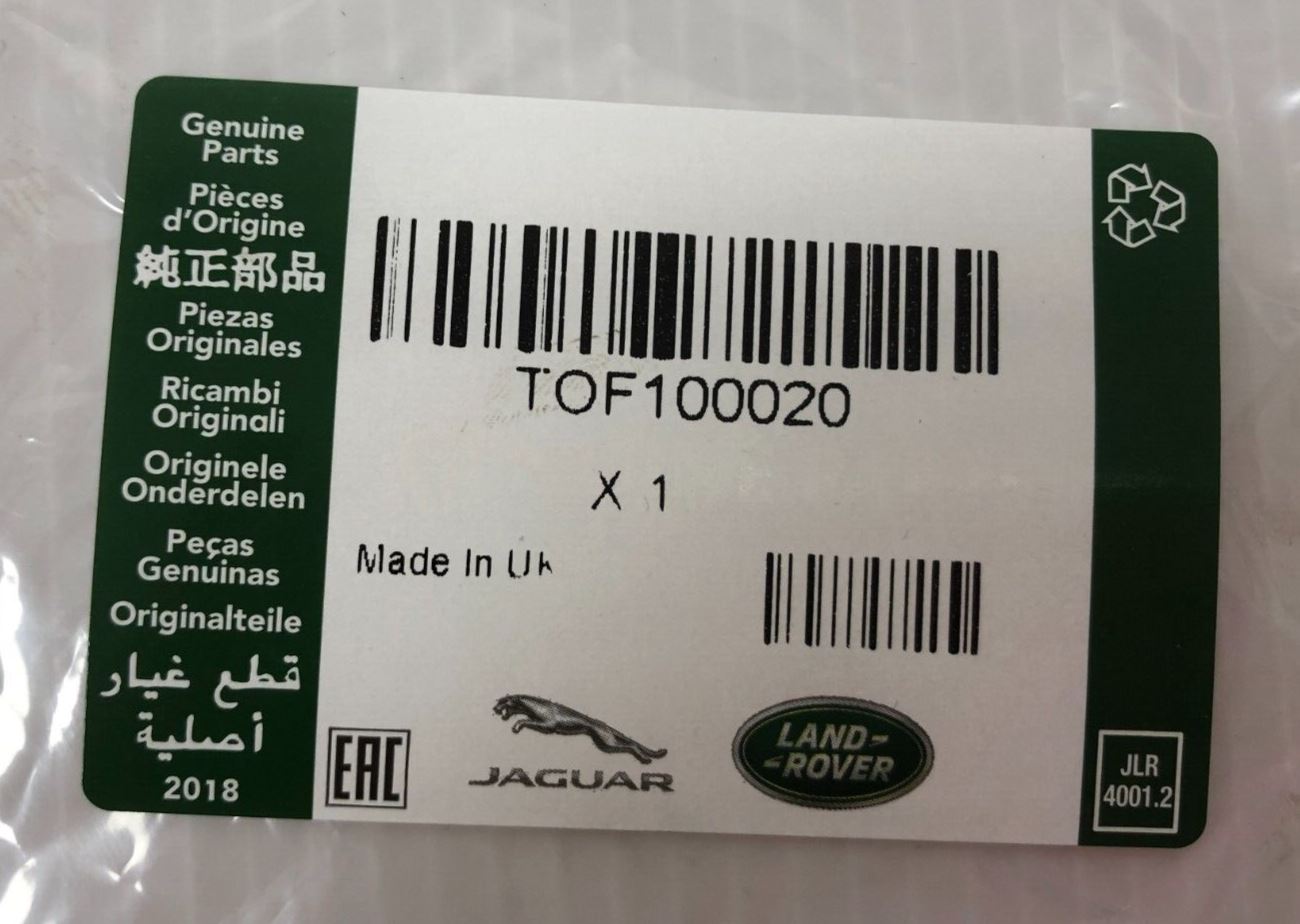 Genuine
Parts
Pièces
d'Origine
純正部品
Piezas
Originales
Ricambi
Originali
Originele
Onderdelen
Peças
Genuinas
Originalteile
قطع غيار
أصلية
2018
TOF100020
X 1
Made In UK
EAC
JAGUAR
LAND-
-ROVER
JLR
4001.2